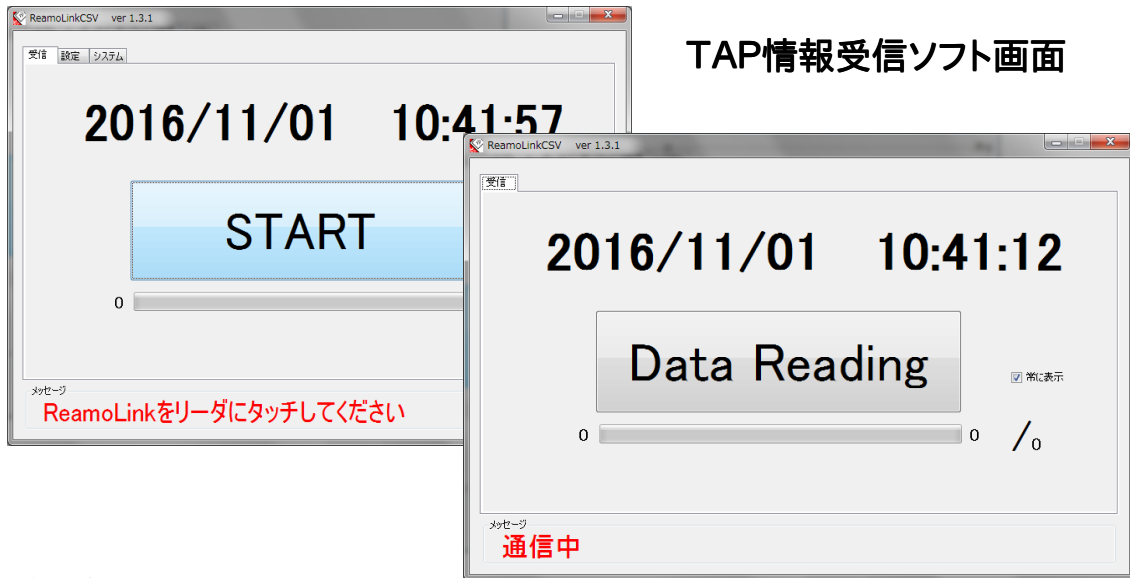 ReamoLinkCSV ver 1.3.1
受信 設定 システム
2016/11/01 10:41:57
START
0
メッセージ
ReamoLinkをリーダにタッチしてください
TAP情報受信ソフト画面
ReamoLinkCSV ver 1.3.1
受信
2016/11/01 10:41:12
Data Reading
常に表示
0 0 /0
メッセージ
通信中